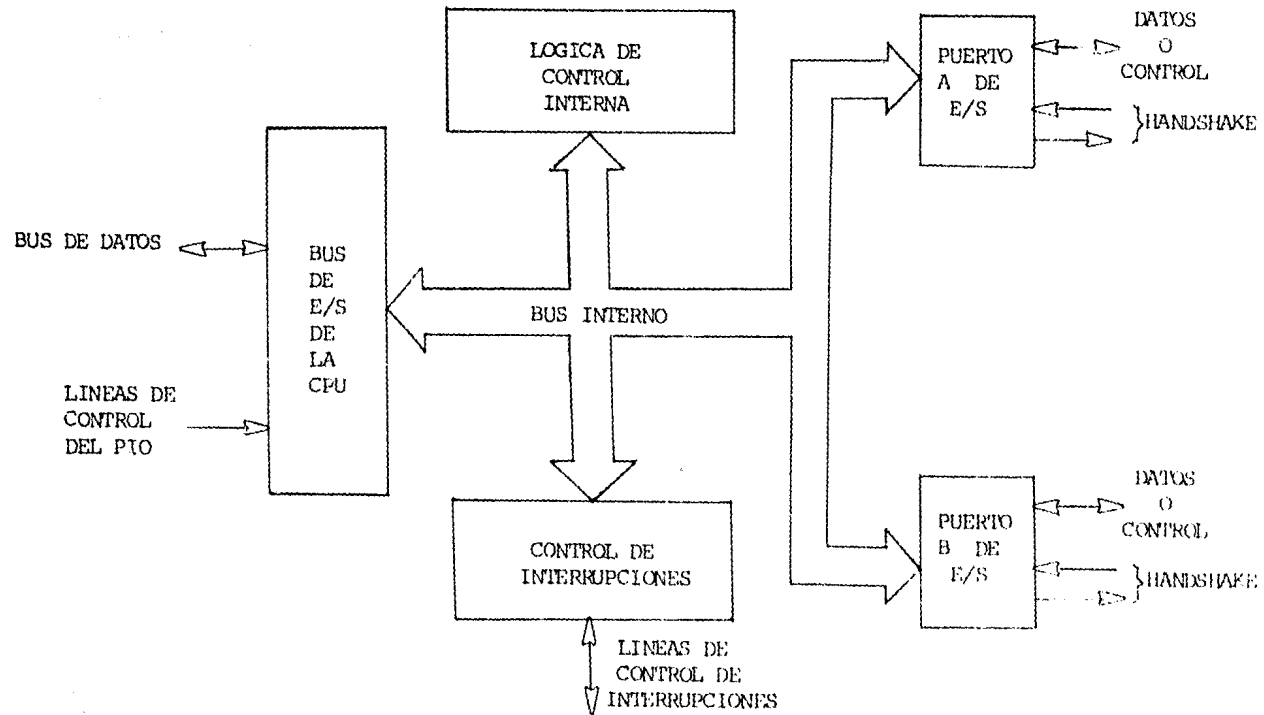 LOGICA DE
CONTROL
INTERNA
PUERTO
A DE
E/S
DATOS
O
CONTROL
}HANDSHAKE
BUS DE DATOS
BUS
DE
E/S
DE
LA
CPU
BUS INTERNO
LINEAS DE
CONTROL
DEL PIO
CONTROL DE
INTERRUPCIONES
LINEAS DE
CONTROL DE
INTERRUPCIONES
PUERTO
B DE
E/S
DATOS
O
CONTROL
}HANDSHAKE